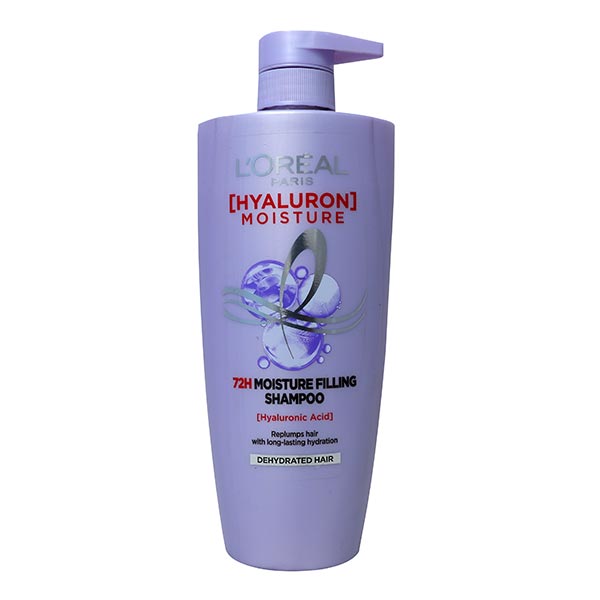 L'ORÉAL
PARIS
[HYALURON]
MOISTURE
72H MOISTURE FILLING
SHAMPOO
[Hyaluronic Acid]
Replumps hair
with long-lasting hydration
DEHYDRATED HAIR